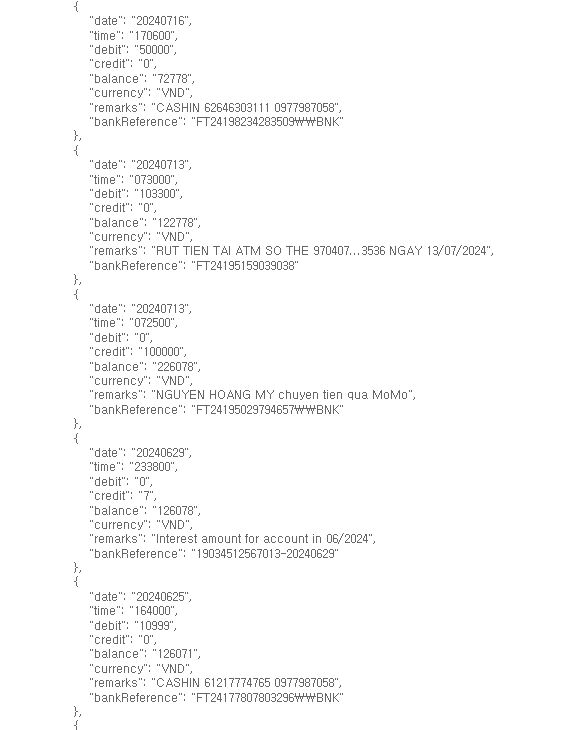 {
"date": "20240716",
"time": "170600",
"debit": "50000",
"credit": "0",
"balance": "72778",
"currency": "VND",
"remarks": "CASHIN 62646303111 0977987058",
"bankReference": "FT24198234283509₩₩BNK"
},
{
"date": "20240713",
"time": "073000",
"debit": "103300",
"credit": "0",
"balance": "122778",
"currency": "VND",
"remarks": "RUT TIEN TAI ATM SO THE 970407...3536 NGAY 13/07/2024",
"bankReference": "FT24195159039038"
},
{
"date": "20240713",
"time": "072500",
"debit": "0",
"credit": "100000",
"balance": "226078",
"currency": "VND",
"remarks": "NGUYEN HOANG MY chuyen tien qua MoMo",
"bankReference": "FT24195029794657₩₩BNK"
},
{
"date": "20240629",
"time": "233800",
"debit": "0",
"credit": "7",
"balance": "126078",
"currency": "VND",
"remarks": "Interest amount for account in 06/2024",
"bankReference": "19034512567013-20240629"
},
{
"date": "20240625",
"time": "164000",
"debit": "10999",
"credit": "0",
"balance": "126071",
"currency": "VND",
"remarks": "CASHIN 61217774765 0977987058",
"bankReference": "FT24177807803296₩₩BNK"
},
{